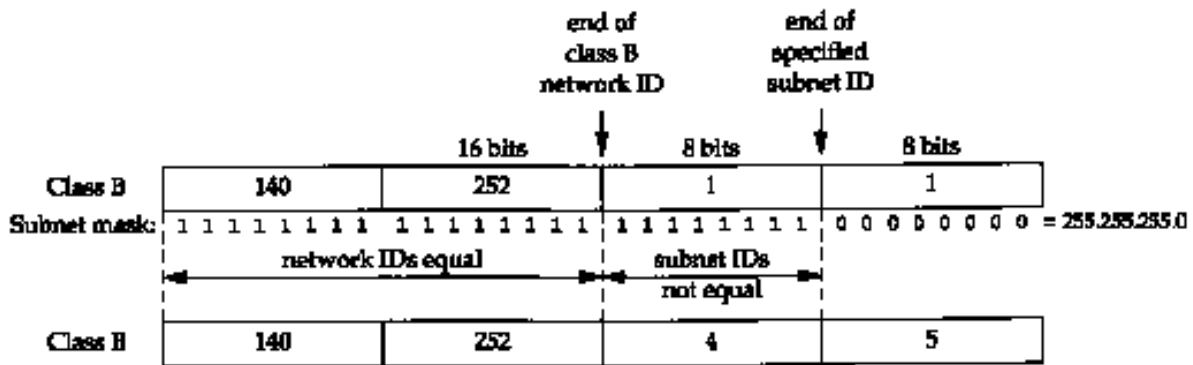 end of
class B
network ID
end of
specified
subnet ID
16 bits 8 bits 8 bits
Class B 140 252 1 1
Subnet mask: 1 1 1 1 1 1 1 1 1 1 1 1 1 1 1 1 1 1 1 1 1 1 1 1 0 0 0 0 0 0 0 0 = 255.255.255.0
network IDs equal subnet IDs
not equal
Class B 140 252 4 5